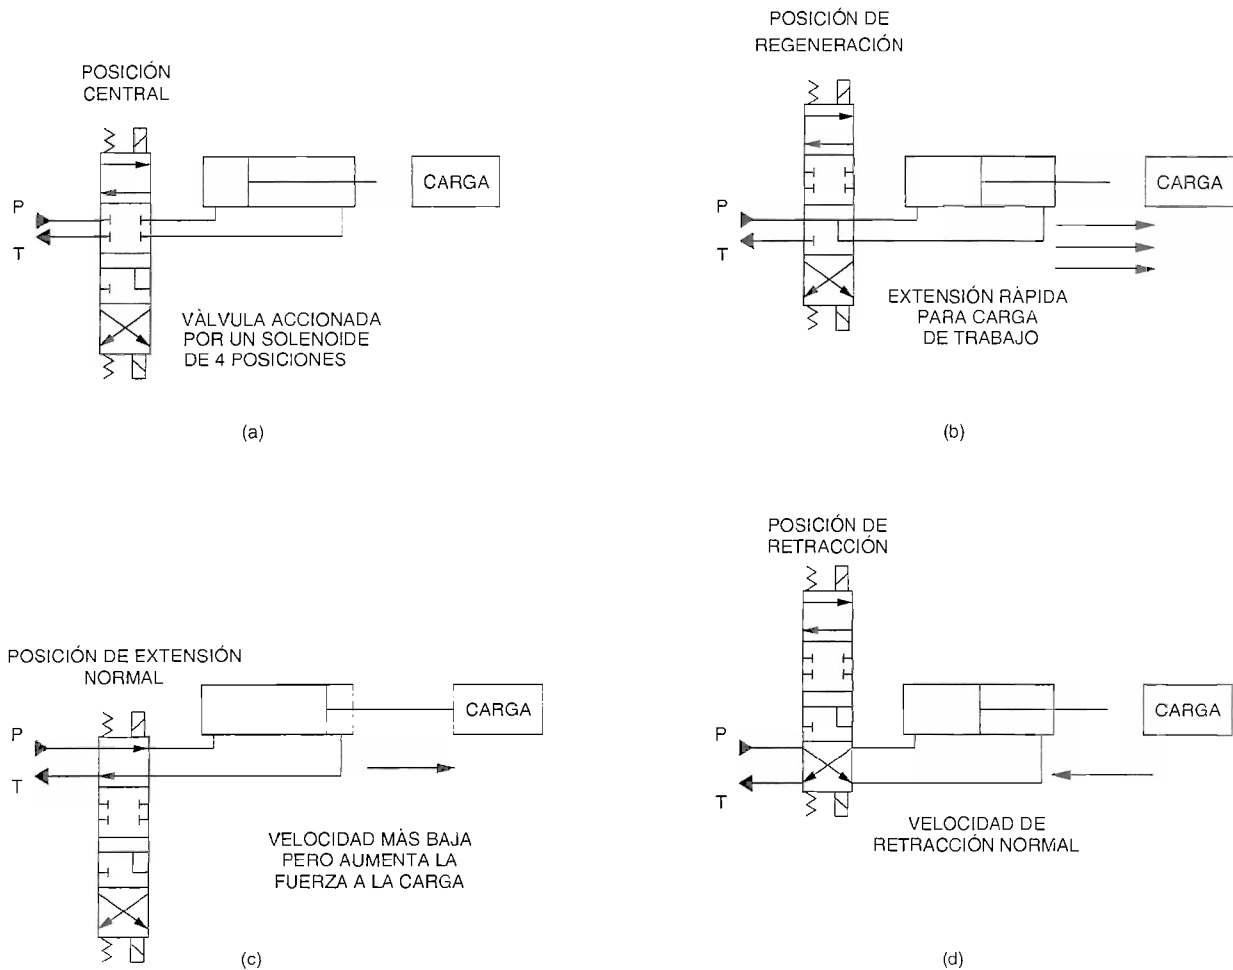 POSICIÓN
CENTRAL
P
T
CARGA
VÀLVULA ACCIONADA
POR UN SOLENOIDE
DE 4 POSICIONES
(a)
POSICIÓN DE
REGENERACIÓN
P
T
CARGA
EXTENSIÓN RÀPIDA
PARA CARGA
DE TRABAJO
(b)
POSICIÓN DE EXTENSIÓN
NORMAL
P
T
CARGA
VELOCIDAD MÀS BAJA
PERO AUMENTA LA
FUERZA A LA CARGA
(c)
POSICIÓN DE
RETRACCIÓN
P
T
CARGA
VELOCIDAD DE
RETRACCIÓN NORMAL
(d)